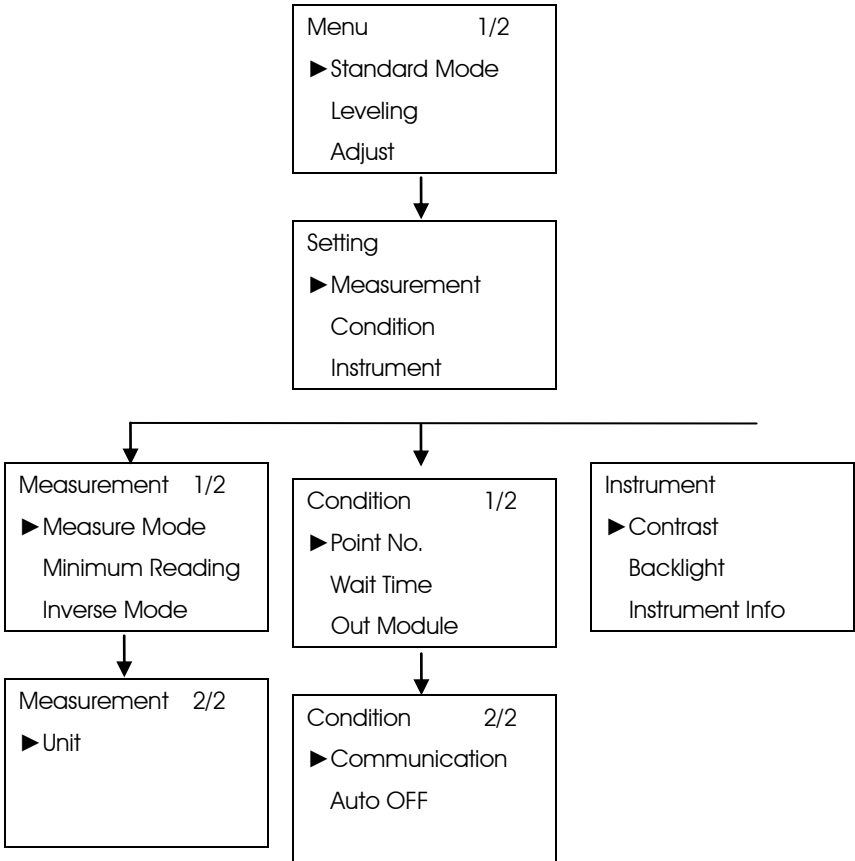 Menu 1/2
►Standard Mode
Leveling
Adjust
Setting
►Measurement
Condition
Instrument
Measurement 1/2
►Measure Mode
Minimum Reading
Inverse Mode
Condition 1/2
►Point No.
Wait Time
Out Module
Instrument
►Contrast
Backlight
Instrument Info
Measurement 2/2
►Unit
Condition 2/2
►Communication
Auto OFF